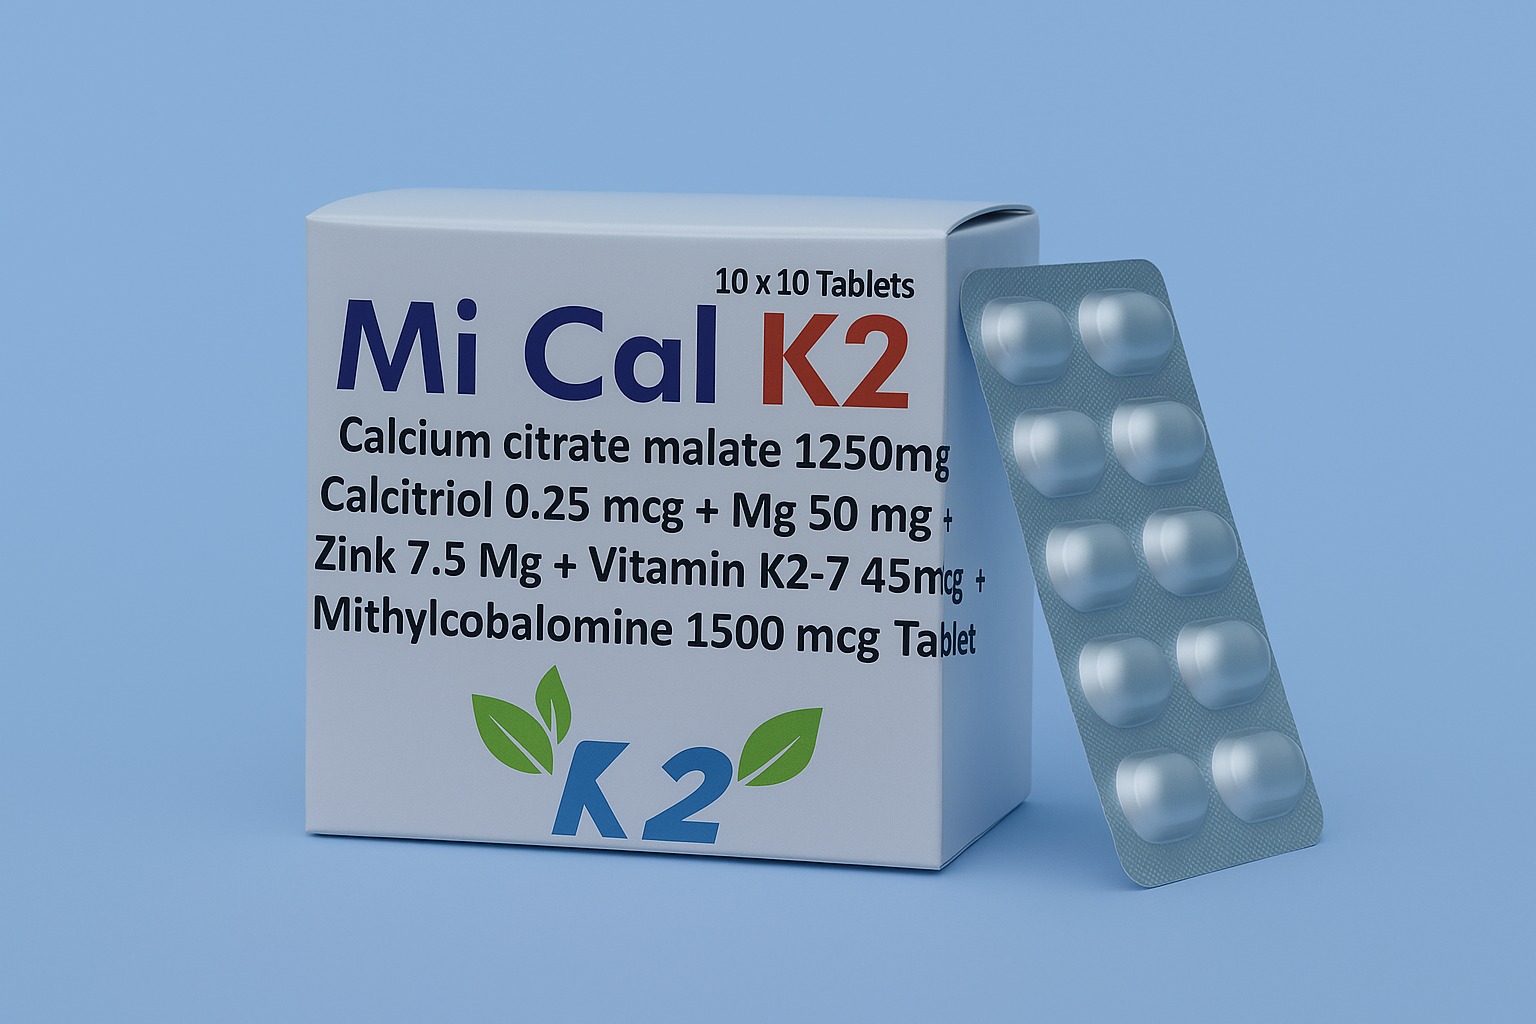 10 x 10 Tablets
Mi Cal K2
Calcium citrate malate 1250mg
Calcitriol 0.25 mcg + Mg 50 mg +
Zink 7.5 Mg + Vitamin K2-7 45mcg +
Mithylcobalomine 1500 mcg Tablet
K2